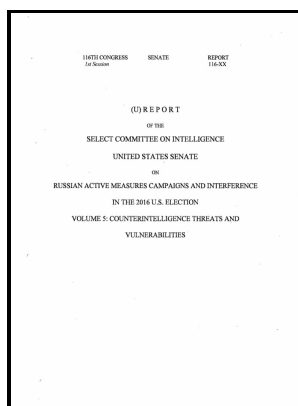 116TH CONGRESS SENATE REPORT
1st Session 116-XX
(U) REPORT
OF THE
SELECT COMMITTEE ON INTELLIGENCE
UNITED STATES SENATE
ON
RUSSIAN ACTIVE MEASURES CAMPAIGNS AND INTERFERENCE
IN THE 2016 U.S. ELECTION
VOLUME 5: COUNTERINTELLIGENCE THREATS AND
VULNERABILITIES